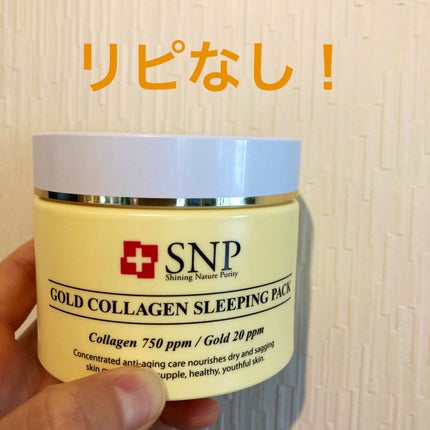 リピなし！
SNP
Shining Nature Purity
GOLD COLLAGEN SLEEPING PACK
Collagen 750 ppm / Gold 20 ppm
Concentrated anti-aging care nourishes dry and sagging
skin supple, healthy, youthful skin.